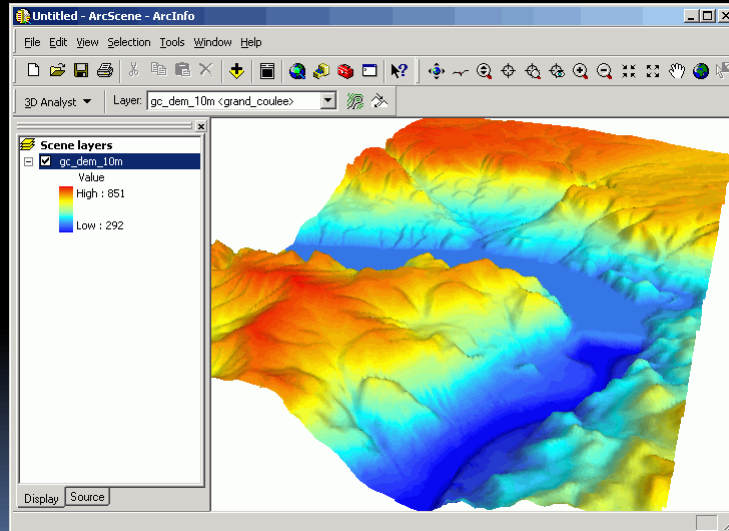 Untitled - ArcScene - ArcInfo
File Edit View Selection Tools Window Help
3D Analyst Layer: gc_dem_10m <grand_coulee>
Scene layers
gc_dem_10m
Value
High : 851
Low : 292
Display Source